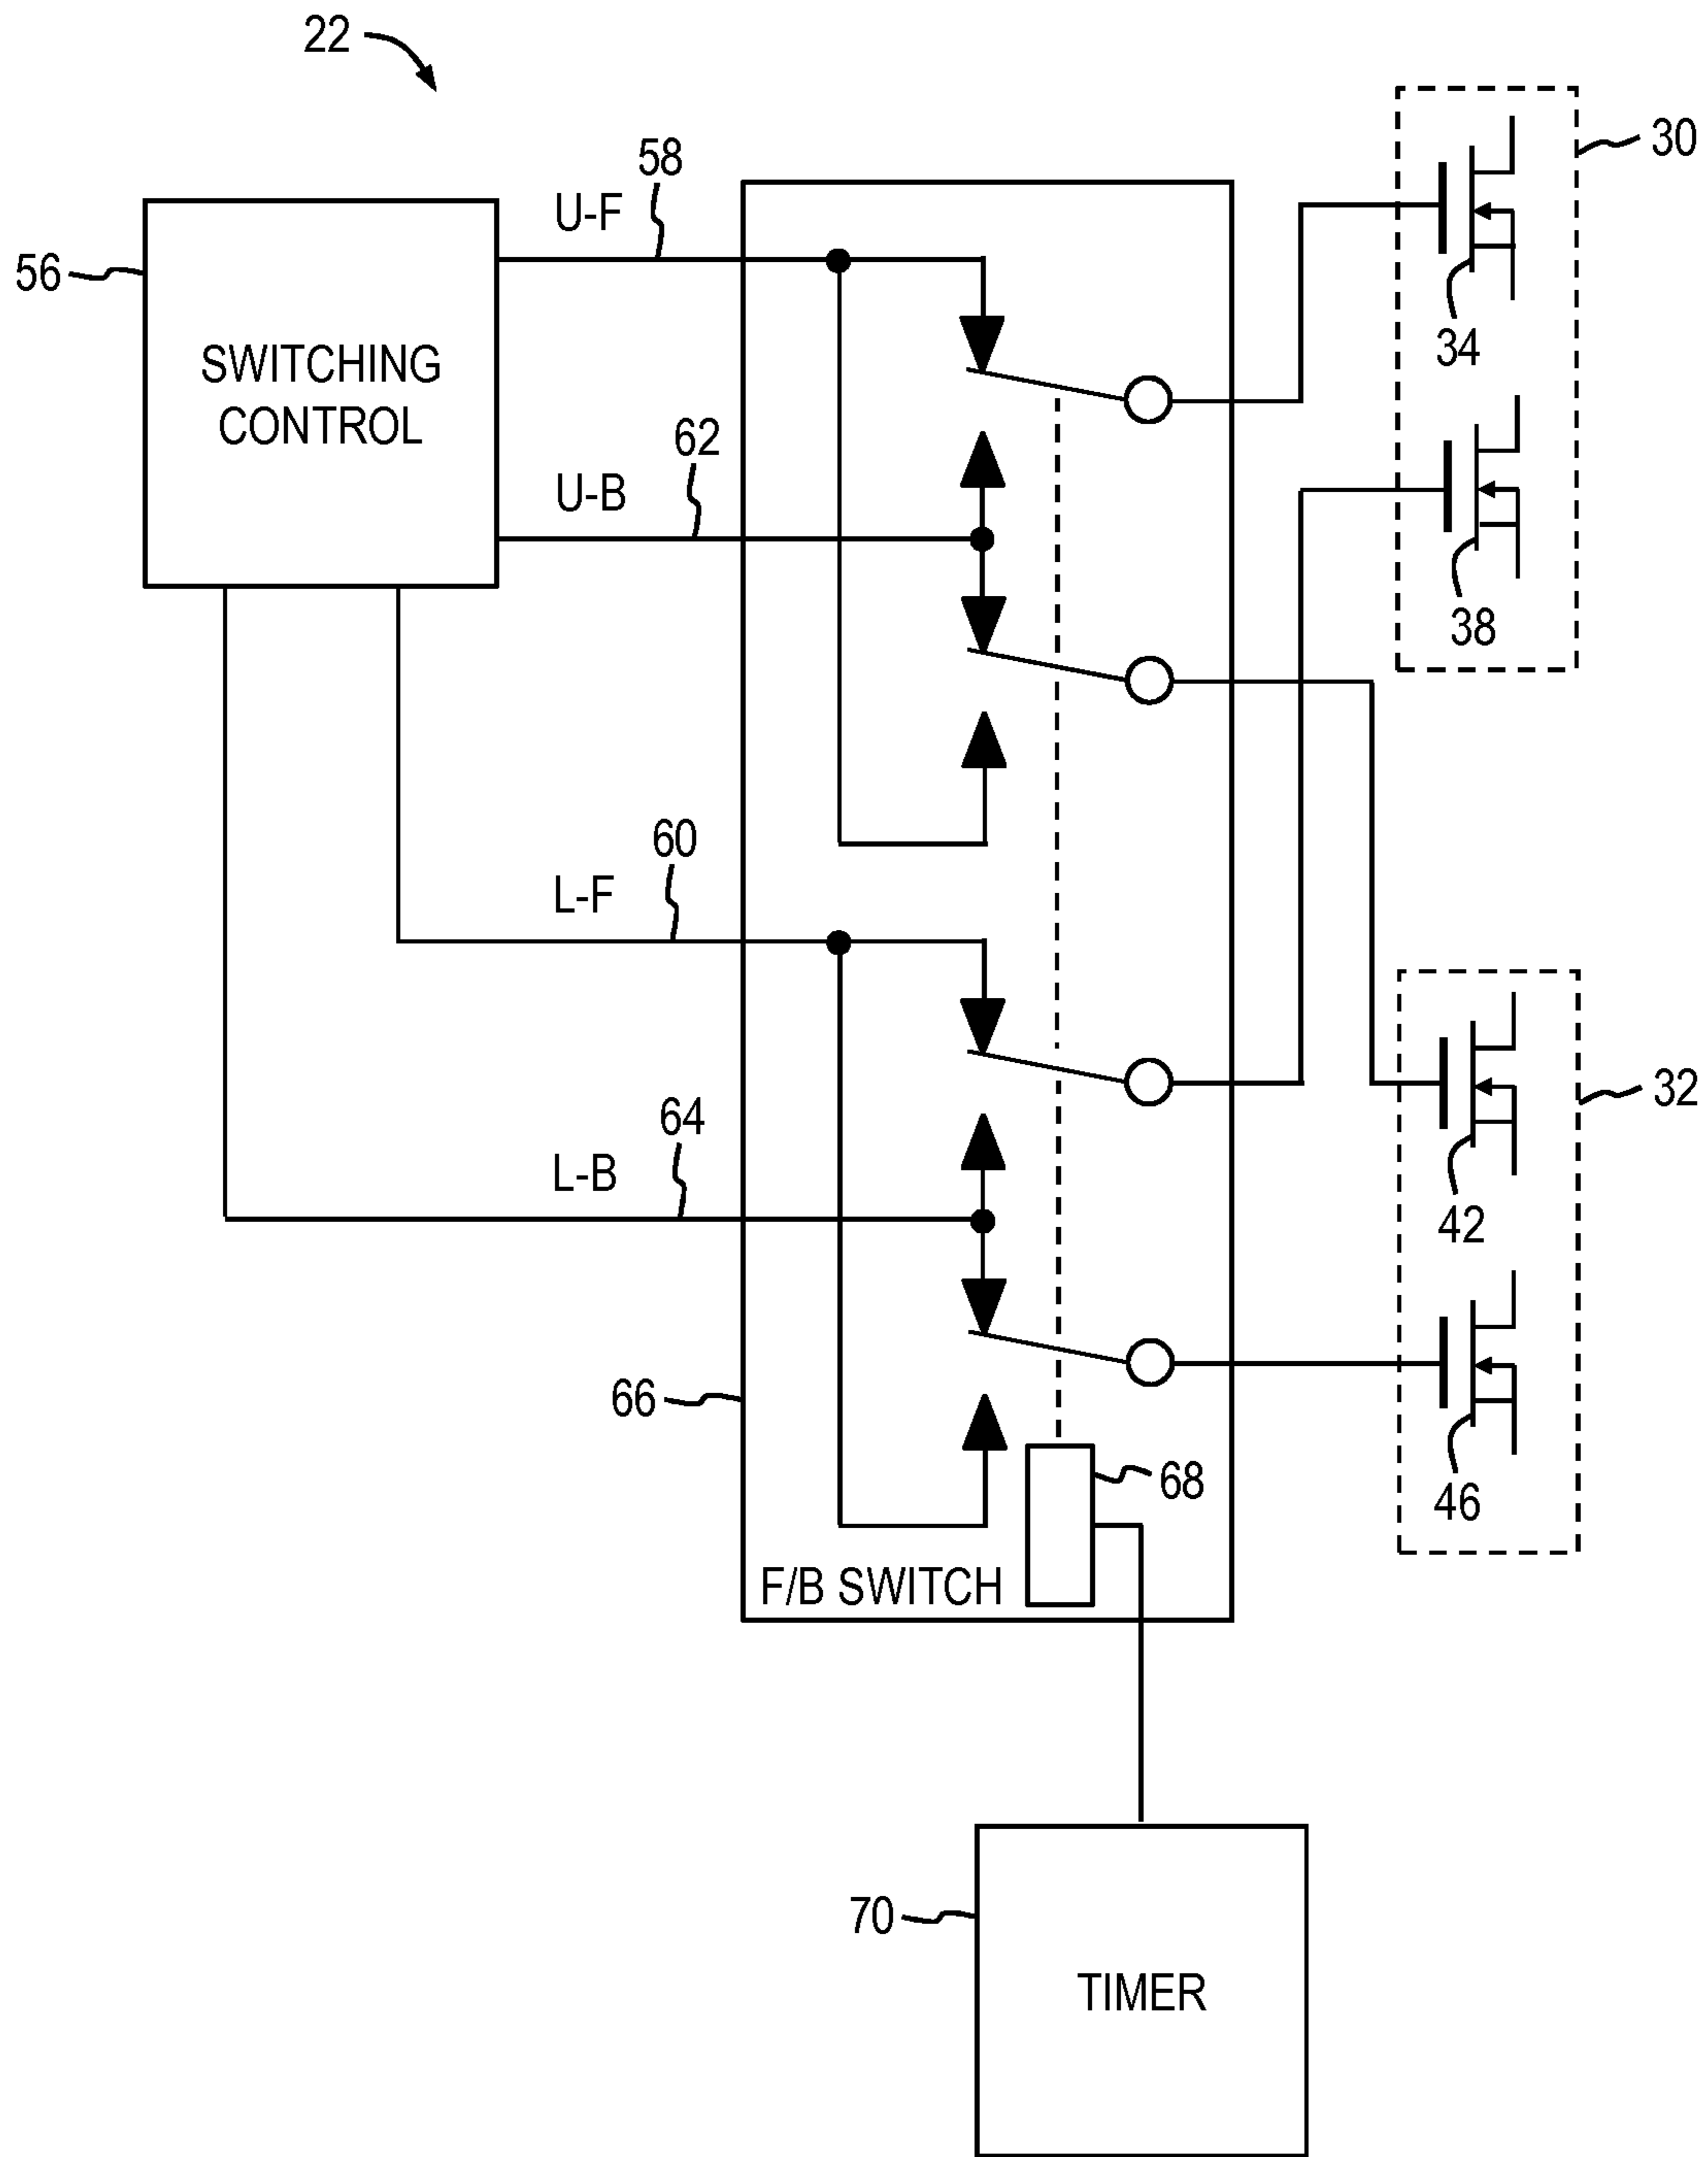 22
30
58
U-F
56
SWITCHING
CONTROL
34
62
U-B
38
60
L-F
32
64
L-B
42
66
68
46
F/B SWITCH
70
TIMER